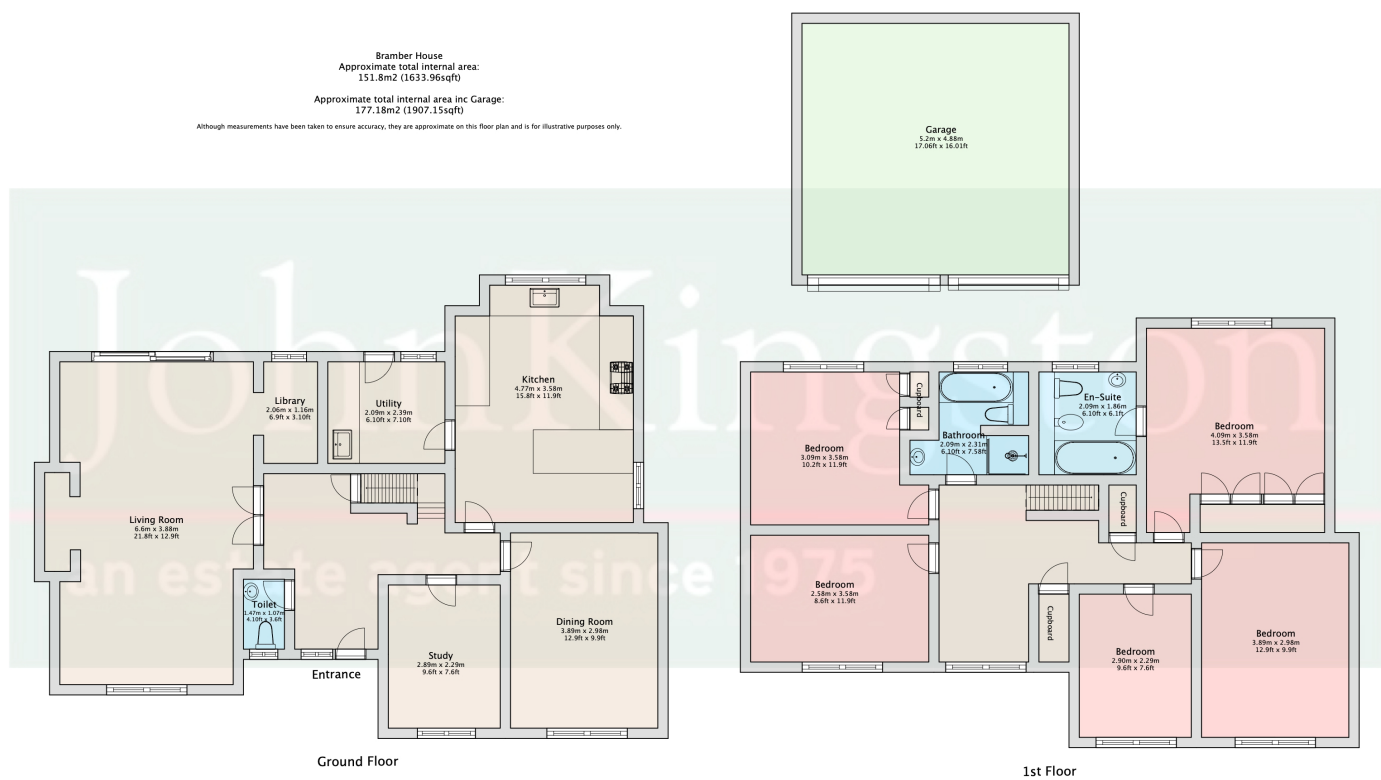 Bramber House
Approximate total internal area:
151.8m2 (1633.96sqft)
Approximate total internal area inc Garage:
177.18m2 (1907.15sqft)
Although measurements have been taken to ensure accuracy, they are approximate on this floor plan and is for illustrative purposes only.
Garage
5.2m x 4.88m
17.06ft x 16.01ft
John Kingston
an estate agent since 1975
Kitchen
4.77m x 3.58m
15.8ft x 11.9ft
Library
2.06m x 1.16m
6.9ft x 3.10ft
Utility
2.09m x 2.39m
6.10ft x 7.10ft
Living Room
6.6m x 3.88m
21.8ft x 12.9ft
Toilet
1.47m x 1.07m
4.10ft x 3.6ft
Dining Room
3.89m x 2.98m
12.9ft x 9.9ft
Study
2.89m x 2.29m
9.6ft x 7.6ft
Entrance
Ground Floor
Cupboard
Bedroom
3.09m x 3.58m
10.2ft x 11.9ft
Bathroom
2.09m x 2.31m
6.10ft x 7.58ft
En-Suite
2.09m x 1.86m
6.10ft x 6.1ft
Bedroom
4.09m x 3.58m
13.5ft x 11.9ft
Cupboard
Bedroom
2.58m x 3.58m
8.6ft x 11.9ft
Cupboard
Bedroom
2.90m x 2.29m
9.6ft x 7.6ft
Bedroom
3.89m x 2.98m
12.9ft x 9.9ft
1st Floor